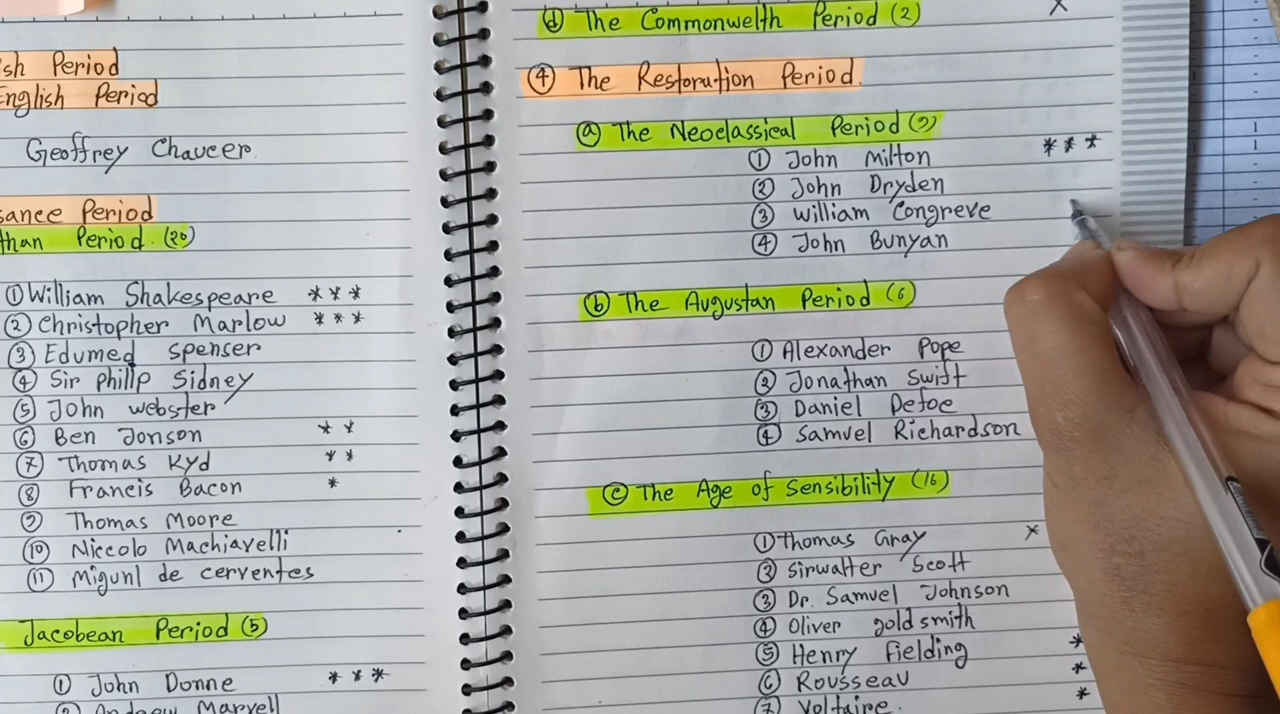 sh Period
English Period
Geoffrey Chaucer.
sance Period
than Period. (20)
① William Shakespeare ***
② Christopher Marlow ***
③ Edumed Spenser
④ Sir Phillp Sidney
⑤ John webster
⑥ Ben Jonson **
⑦ Thomas Kyd **
⑧ Francis Bacon *
⑨ Thomas Moore
⑩ Niccolo Machiavelli
⑪ Migunl de cerventes
Jacobean Period (5)
① John Donne ***
② Andrew Marvell
ⓓ The Commonwelth Period (2) *
④ The Restoration Period.
ⓐ The Neoclassical Period
① John Milton ***
② John Dryden
③ William Congreve
④ John Bunyan
ⓑ The Augustan Period (6)
① Alexander Pope
② Jonathan Swift
③ Daniel Defoe
④ Samuel Richardson
ⓒ The Age of Sensibility (16)
① Thomas Gray *
② Sirwalter Scott
③ Dr. Samuel Johnson
④ Oliver goldsmith
⑤ Henry Fielding *
⑥ Rousseau *
⑦ Voltaire. *